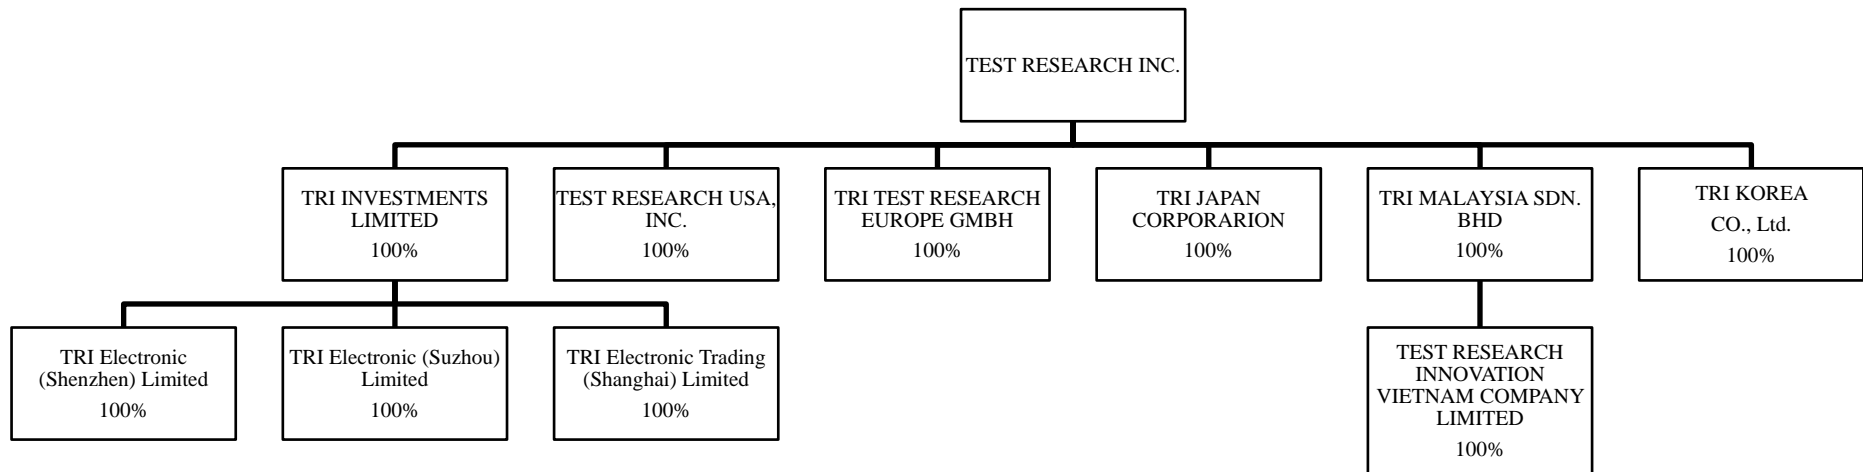 TEST RESEARCH INC.
TRI INVESTMENTS
LIMITED
100%
TEST RESEARCH USA,
INC.
100%
TRI TEST RESEARCH
EUROPE GMBH
100%
TRI JAPAN
CORPORARION
100%
TRI MALAYSIA SDN.
BHD
100%
TRI KOREA
CO., Ltd.
100%
TRI Electronic
(Shenzhen) Limited
100%
TRI Electronic (Suzhou)
Limited
100%
TRI Electronic Trading
(Shanghai) Limited
100%
TEST RESEARCH
INNOVATION
VIETNAM COMPANY
LIMITED
100%